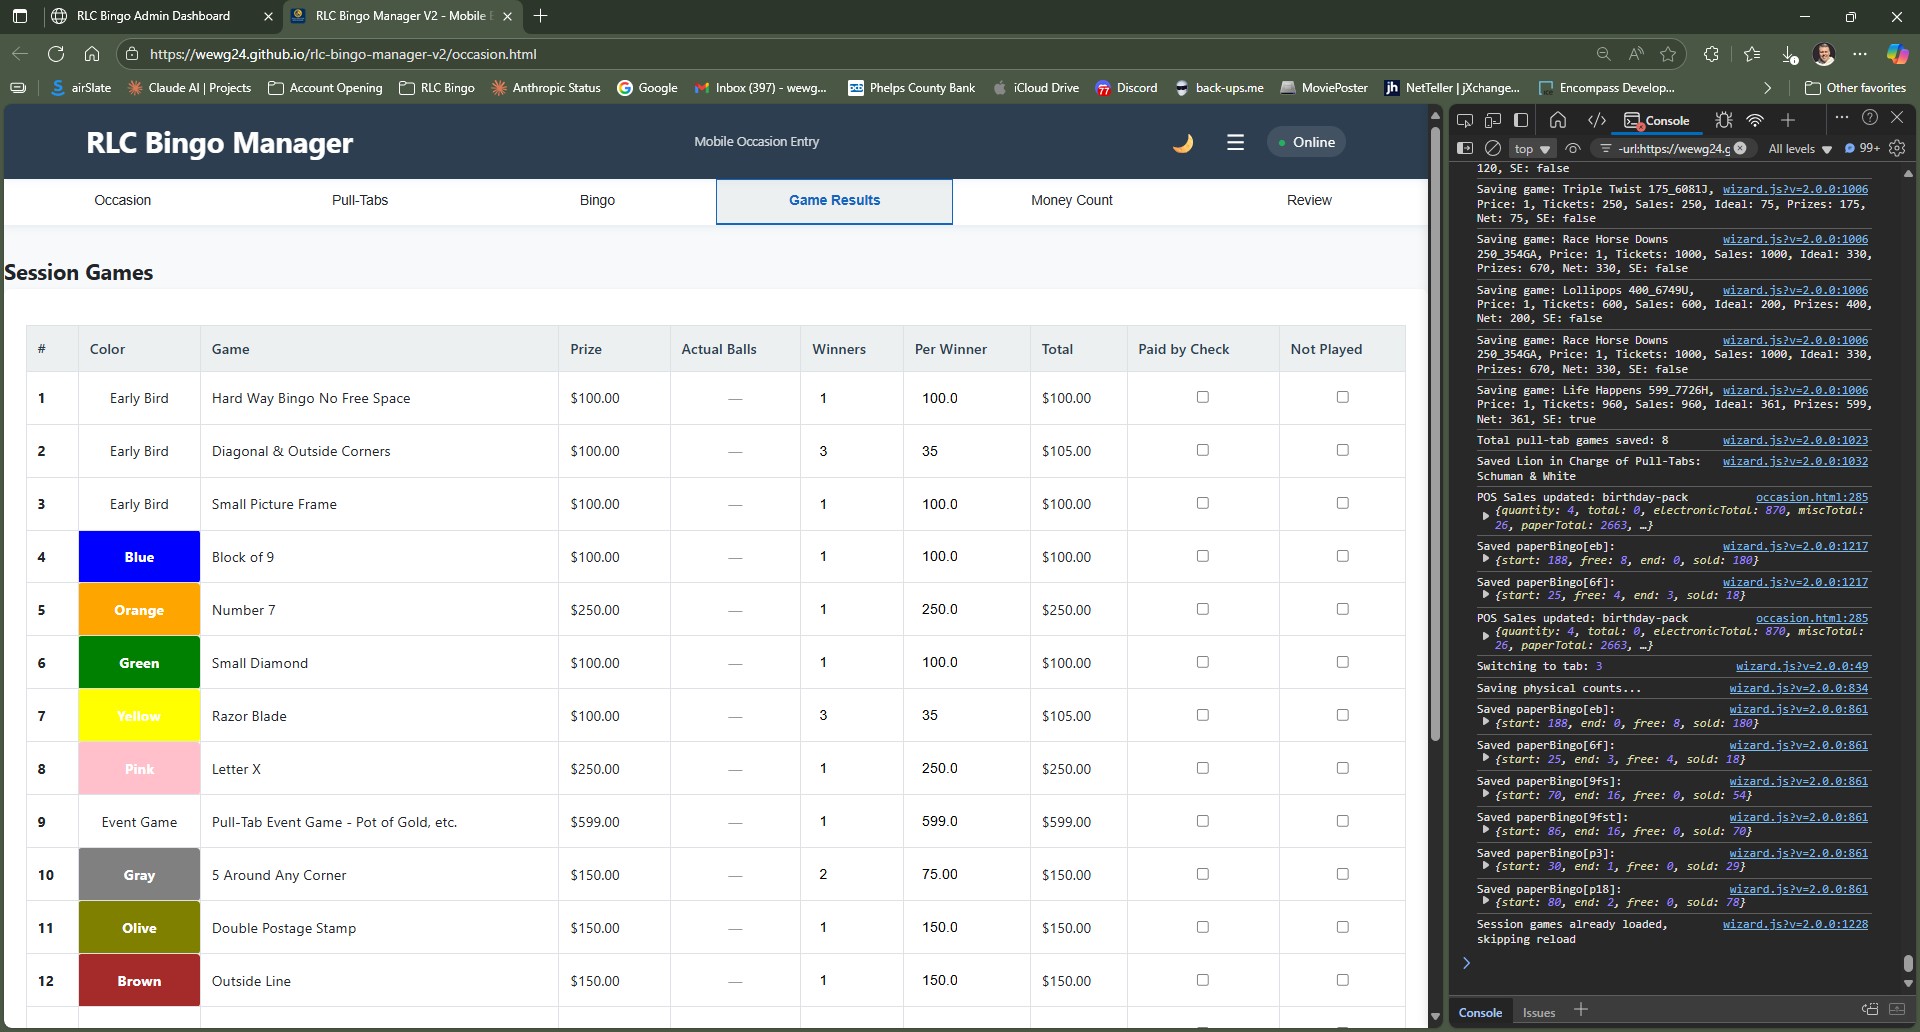 RLC Bingo Admin Dashboard
RLC Bingo Manager V2 - Mobile E
https://wewg24.github.io/rlc-bingo-manager-v2/occasion.html
airSlate
Claude AI | Projects
Account Opening
RLC Bingo
Anthropic Status
Google
Inbox (397) - wewg...
Phelps County Bank
iCloud Drive
Discord
back-ups.me
MoviePoster
NetTeller | jXchange...
Encompass Develop...
Other favorites
RLC Bingo Manager
Mobile Occasion Entry
Online
Occasion Pull-Tabs Bingo Game Results Money Count Review
Session Games
# Color Game Prize Actual Balls Winners Per Winner Total Paid by Check Not Played
1 Early Bird Hard Way Bingo No Free Space $100.00 — 1 100.0 $100.00
2 Early Bird Diagonal & Outside Corners $100.00 — 3 35 $105.00
3 Early Bird Small Picture Frame $100.00 — 1 100.0 $100.00
4 Blue Block of 9 $100.00 — 1 100.0 $100.00
5 Orange Number 7 $250.00 — 1 250.0 $250.00
6 Green Small Diamond $100.00 — 1 100.0 $100.00
7 Yellow Razor Blade $100.00 — 3 35 $105.00
8 Pink Letter X $250.00 — 1 250.0 $250.00
9 Event Game Pull-Tab Event Game - Pot of Gold, etc. $599.00 — 1 599.0 $599.00
10 Gray 5 Around Any Corner $150.00 — 2 75.00 $150.00
11 Olive Double Postage Stamp $150.00 — 1 150.0 $150.00
12 Brown Outside Line $150.00 — 1 150.0 $150.00
Console
top
-url:https://wewg24.g
All levels
99+
120, SE: false
Saving game: Triple Twist 175_6081J, wizard.js?v=2.0.0:1006
Price: 1, Tickets: 250, Sales: 250, Ideal: 75, Prizes: 175,
Net: 75, SE: false
Saving game: Race Horse Downs wizard.js?v=2.0.0:1006
250_354GA, Price: 1, Tickets: 1000, Sales: 1000, Ideal: 330,
Prizes: 670, Net: 330, SE: false
Saving game: Lollipops 400_6749U, wizard.js?v=2.0.0:1006
Price: 1, Tickets: 600, Sales: 600, Ideal: 200, Prizes: 400,
Net: 200, SE: false
Saving game: Race Horse Downs wizard.js?v=2.0.0:1006
250_354GA, Price: 1, Tickets: 1000, Sales: 1000, Ideal: 330,
Prizes: 670, Net: 330, SE: false
Saving game: Life Happens 599_7726H, wizard.js?v=2.0.0:1006
Price: 1, Tickets: 960, Sales: 960, Ideal: 361, Prizes: 599,
Net: 361, SE: true
Total pull-tab games saved: 8 wizard.js?v=2.0.0:1023
Saved Lion in Charge of Pull-Tabs: wizard.js?v=2.0.0:1032
Schuman & White
POS Sales updated: birthday-pack occasion.html:285
{quantity: 4, total: 0, electronicTotal: 870, miscTotal:
26, paperTotal: 2663, …}
Saved paperBingo[eb]: wizard.js?v=2.0.0:1217
{start: 188, free: 8, end: 0, sold: 180}
Saved paperBingo[6f]: wizard.js?v=2.0.0:1217
{start: 25, free: 4, end: 3, sold: 18}
POS Sales updated: birthday-pack occasion.html:285
{quantity: 4, total: 0, electronicTotal: 870, miscTotal:
26, paperTotal: 2663, …}
Switching to tab: 3 wizard.js?v=2.0.0:49
Saving physical counts... wizard.js?v=2.0.0:834
Saved paperBingo[eb]: wizard.js?v=2.0.0:861
{start: 188, end: 0, free: 8, sold: 180}
Saved paperBingo[6f]: wizard.js?v=2.0.0:861
{start: 25, end: 3, free: 4, sold: 18}
Saved paperBingo[9fs]: wizard.js?v=2.0.0:861
{start: 70, end: 16, free: 0, sold: 54}
Saved paperBingo[9fst]: wizard.js?v=2.0.0:861
{start: 86, end: 16, free: 0, sold: 70}
Saved paperBingo[p3]: wizard.js?v=2.0.0:861
{start: 30, end: 1, free: 0, sold: 29}
Saved paperBingo[p18]: wizard.js?v=2.0.0:861
{start: 80, end: 2, free: 0, sold: 78}
Session games already loaded, wizard.js?v=2.0.0:1228
skipping reload
Console Issues